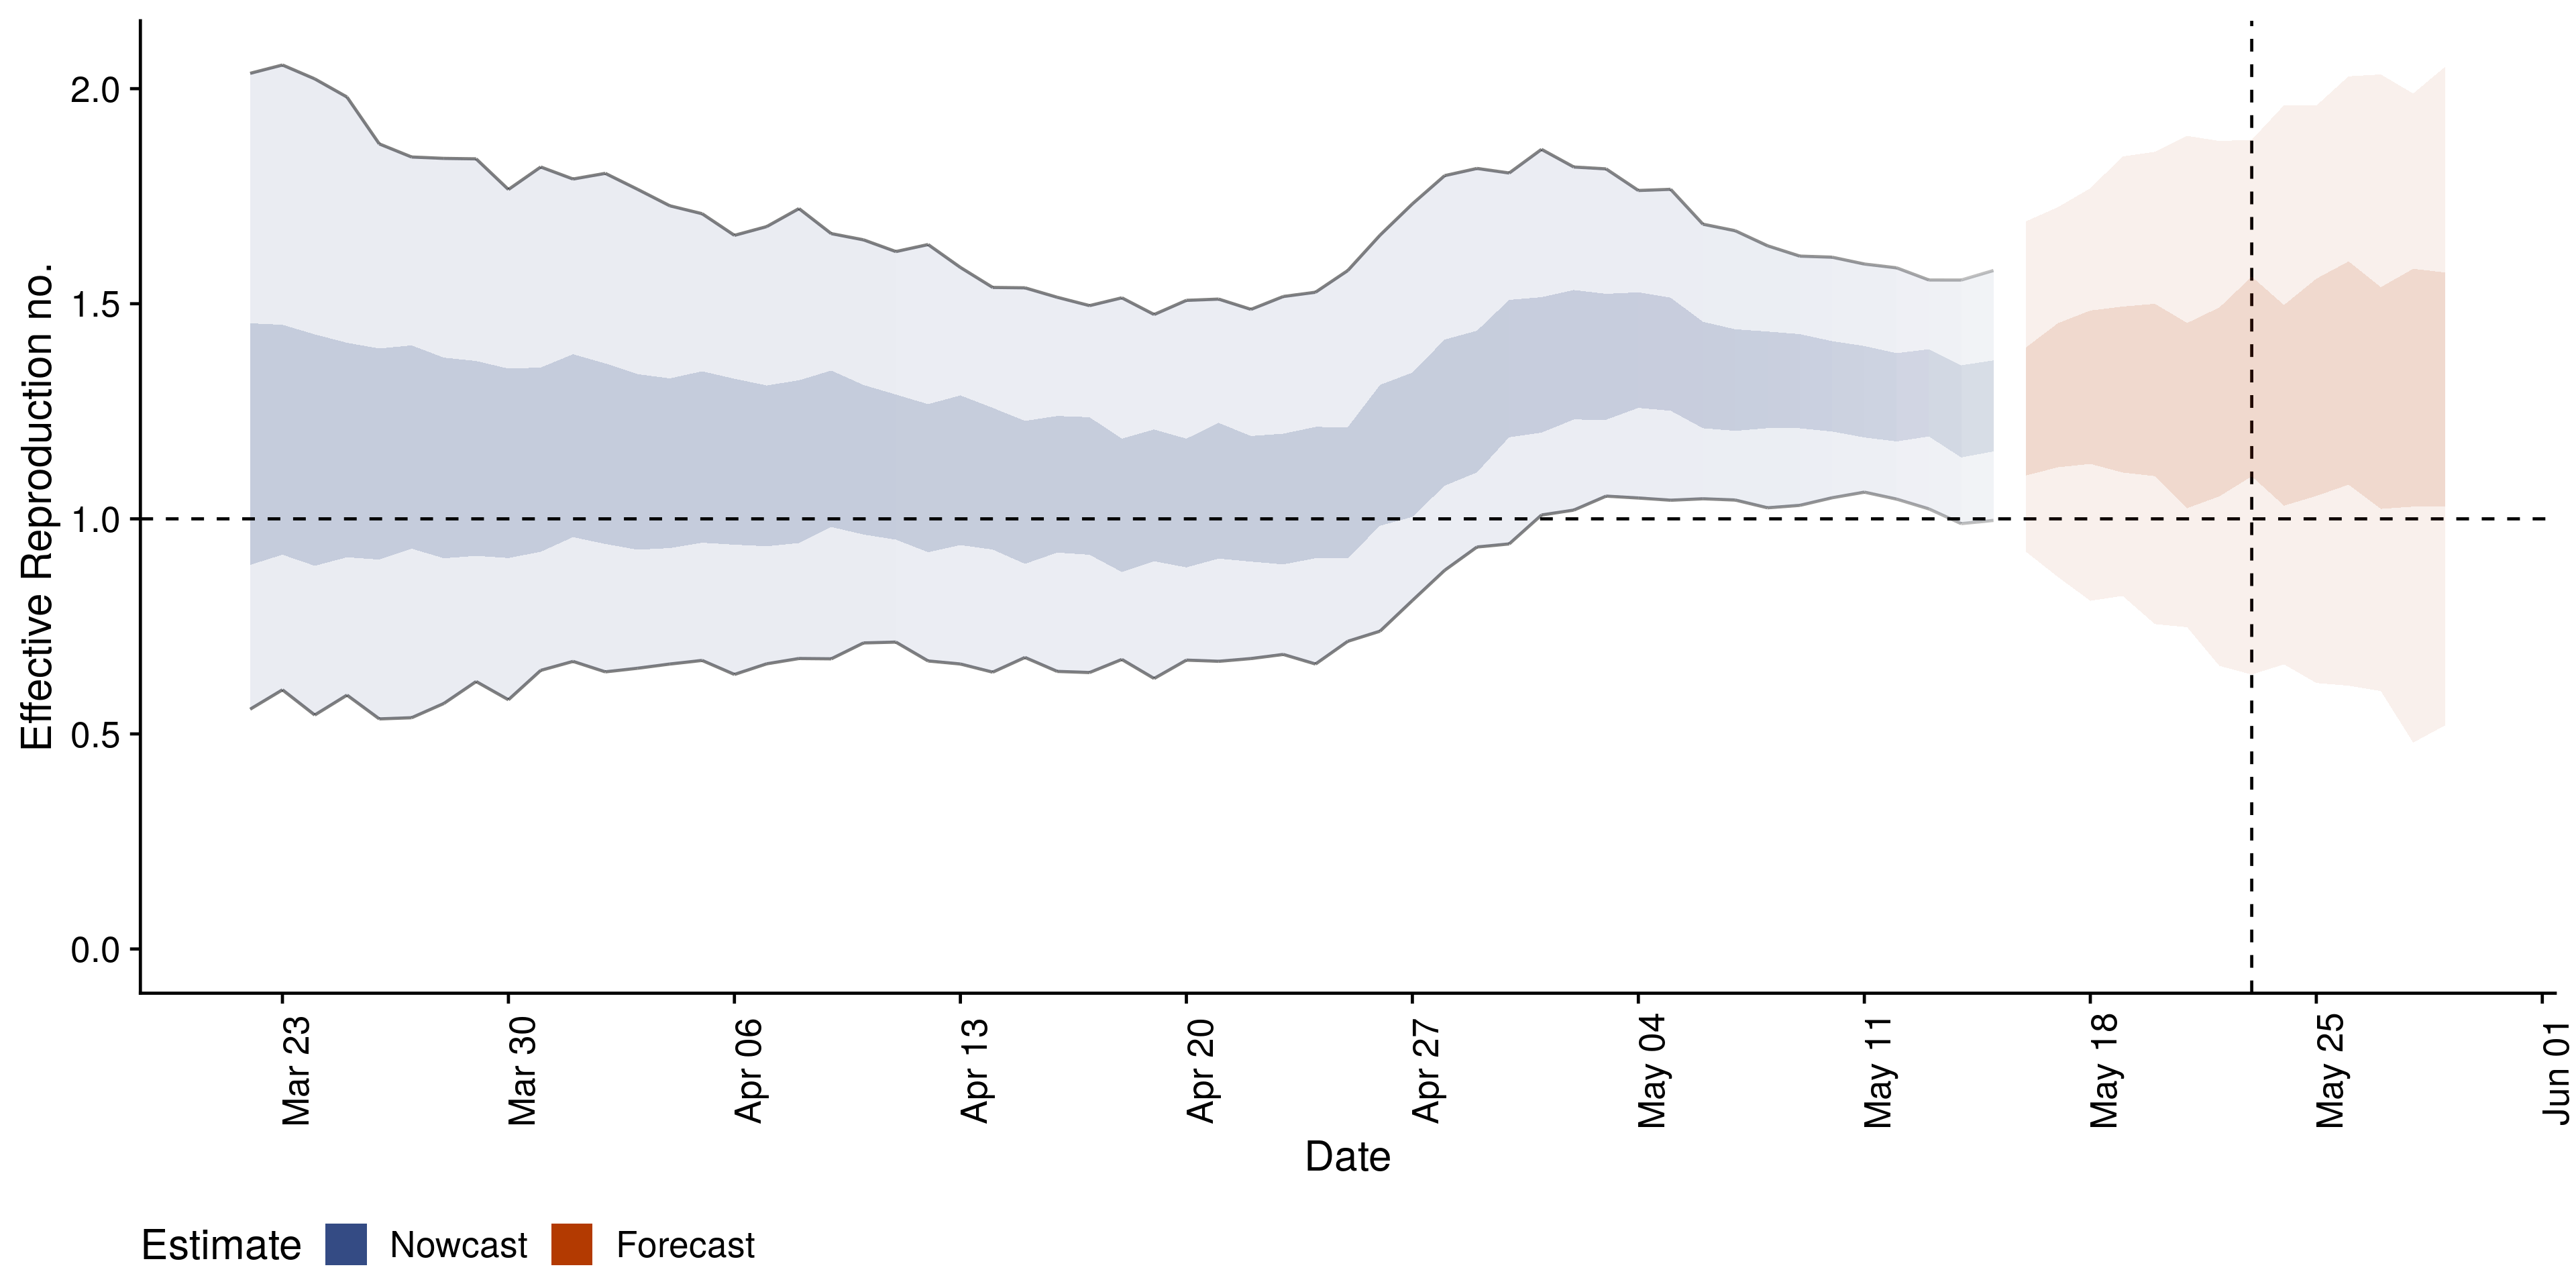 Effective Reproduction no.
2.0
1.5
1.0
0.5
0.0
Mar 23
Mar 30
Apr 06
Apr 13
Apr 20
Apr 27
May 04
May 11
May 18
May 25
Jun 01
Date
Estimate Nowcast Forecast